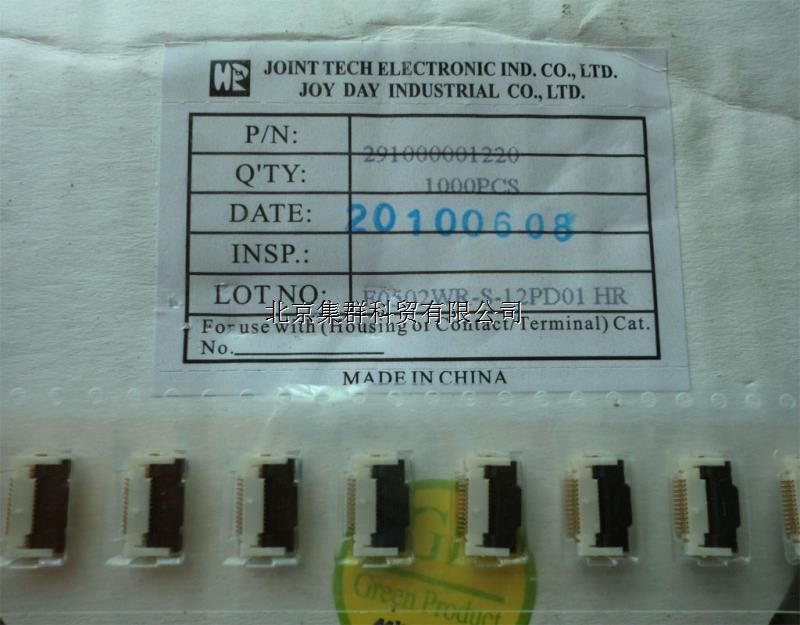 JOINT TECH ELECTRONIC IND. CO., LTD.
JOY DAY INDUSTRIAL CO., LTD.
P/N: 291000001220
Q'TY: 1000PCS
DATE: 20100608
INSP.:
LOT NO: F0502WR-S-12PD01 HR
北京集群科贸有限公司
For use with (Housing of Contact/Terminal) Cat.
No.
MADE IN CHINA
Green Product